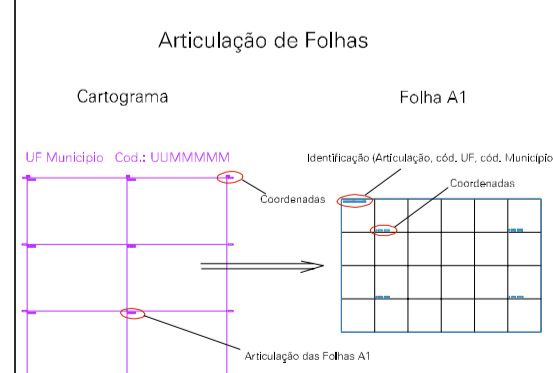 Articulação de Folhas
Cartograma
Folha A1
UF Municipio Cod.: UUMMMMM
Identificação (Articulação, cód. UF, cód. Município
Coordenadas
Coordenadas
Articulação das Folhas A1